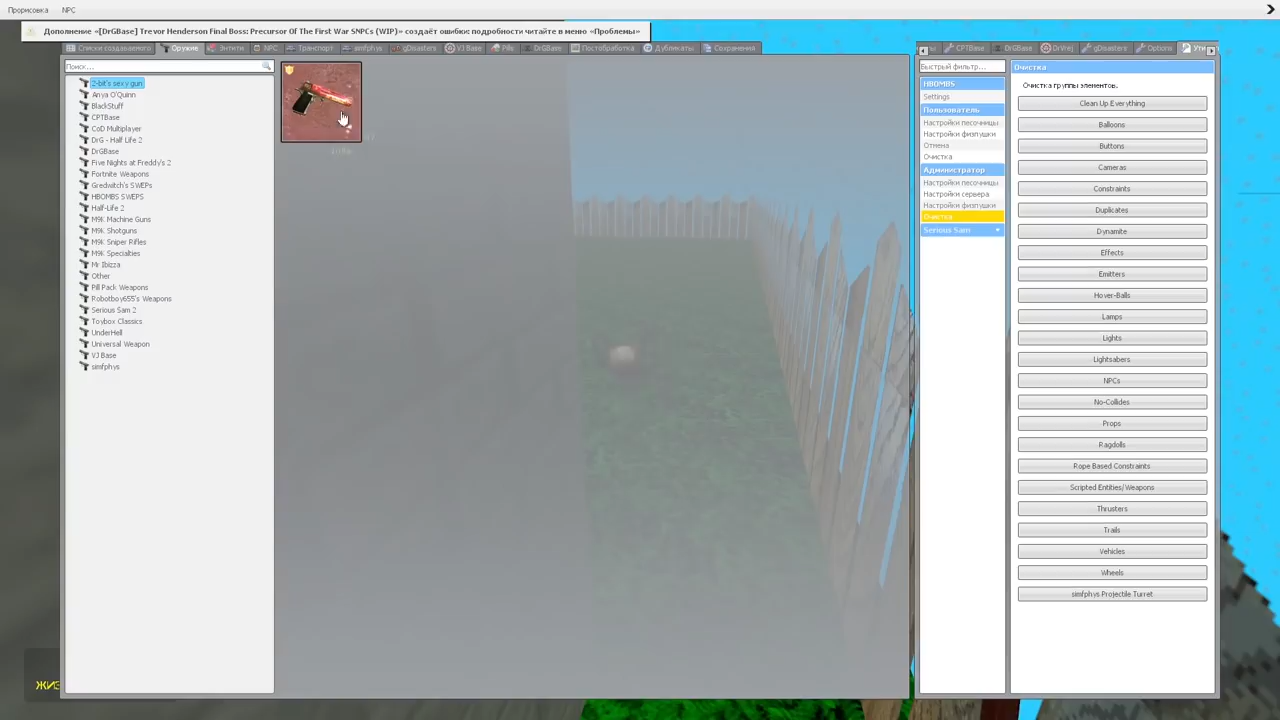 Прорисовка NPC
Дополнение «[DrGBase] Trevor Henderson Final Boss: Precursor Of The First War SNPCs (WIP)» создаёт ошибки; подробности читайте в меню «Проблемы»
Списки создаваемого Оружие Энтити NPC Транспорт simfphys gDisasters VJ Base Pills DrGBase Постобработка Дубликаты Сохранения
CPTBase DrGBase DrVrej gDisasters Options
Поиск...
2-bit's sexy gun
Anya O'Quinn
BlackStuff
CPTBase
CoD Multiplayer
DrG - Half Life 2
DrGBase
Five Nights at Freddy's 2
Fortnite Weapons
Gredwitch's SWEPs
HBOMBS SWEPS
Half-Life 2
M9K Machine Guns
M9K Shotguns
M9K Sniper Rifles
M9K Specialties
Mr Ibizza
Other
Pill Pack Weapons
Robotboy655's Weapons
Serious Sam 2
Toybox Classics
UnderHell
Universal Weapon
VJ Base
simfphys
Быстрый фильтр...
HBOMBS
Settings
Пользователь
Настройки песочницы
Настройки физпушки
Отмена
Очистка
Администратор
Настройки песочницы
Настройки сервера
Настройки физпушки
Очистка
Serious Sam
Очистка
Очистка группы элементов.
Clean Up Everything
Balloons
Buttons
Cameras
Constraints
Duplicates
Dynamite
Effects
Emitters
Hover-Balls
Lamps
Lights
Lightsabers
NPCs
No-Collides
Props
Ragdolls
Rope Based Constraints
Scripted Entities/Weapons
Thrusters
Trails
Vehicles
Wheels
simfphys Projectile Turret